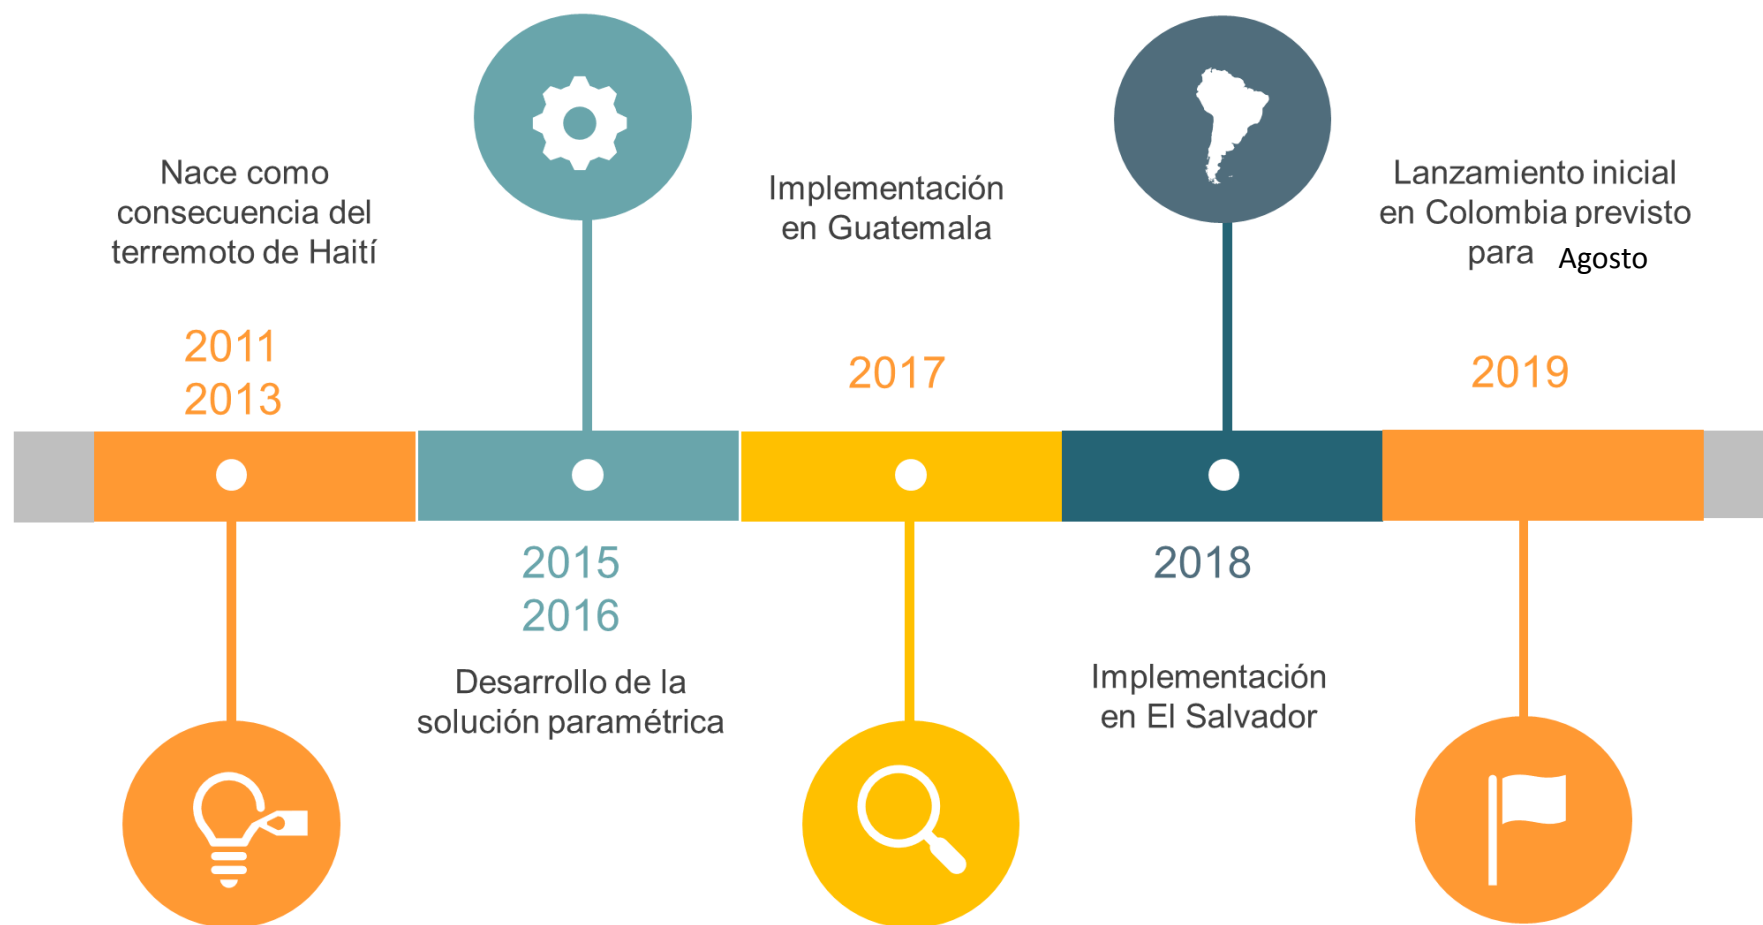 Nace como
consecuencia del
terremoto de Haití
2011
2013
2015
2016
Desarrollo de la
solución paramétrica
Implementación
en Guatemala
2017
2018
Implementación
en El Salvador
Lanzamiento inicial
en Colombia previsto
para Agosto
2019